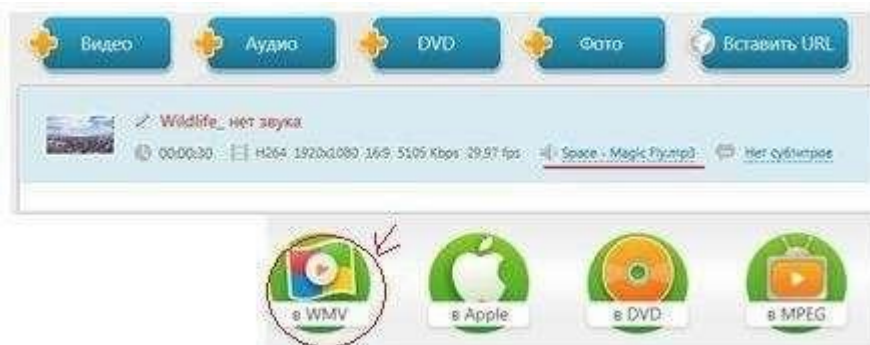 Видео Аудио DVD Фото Вставить URL
Wildlife_ нет звука
00:00:30 H264 1920x1080 16:9 5105 Kbps 29,97 fps Space - Magic Fly.mp3 Нет субтитров
в WMV в Apple в DVD в MPEG